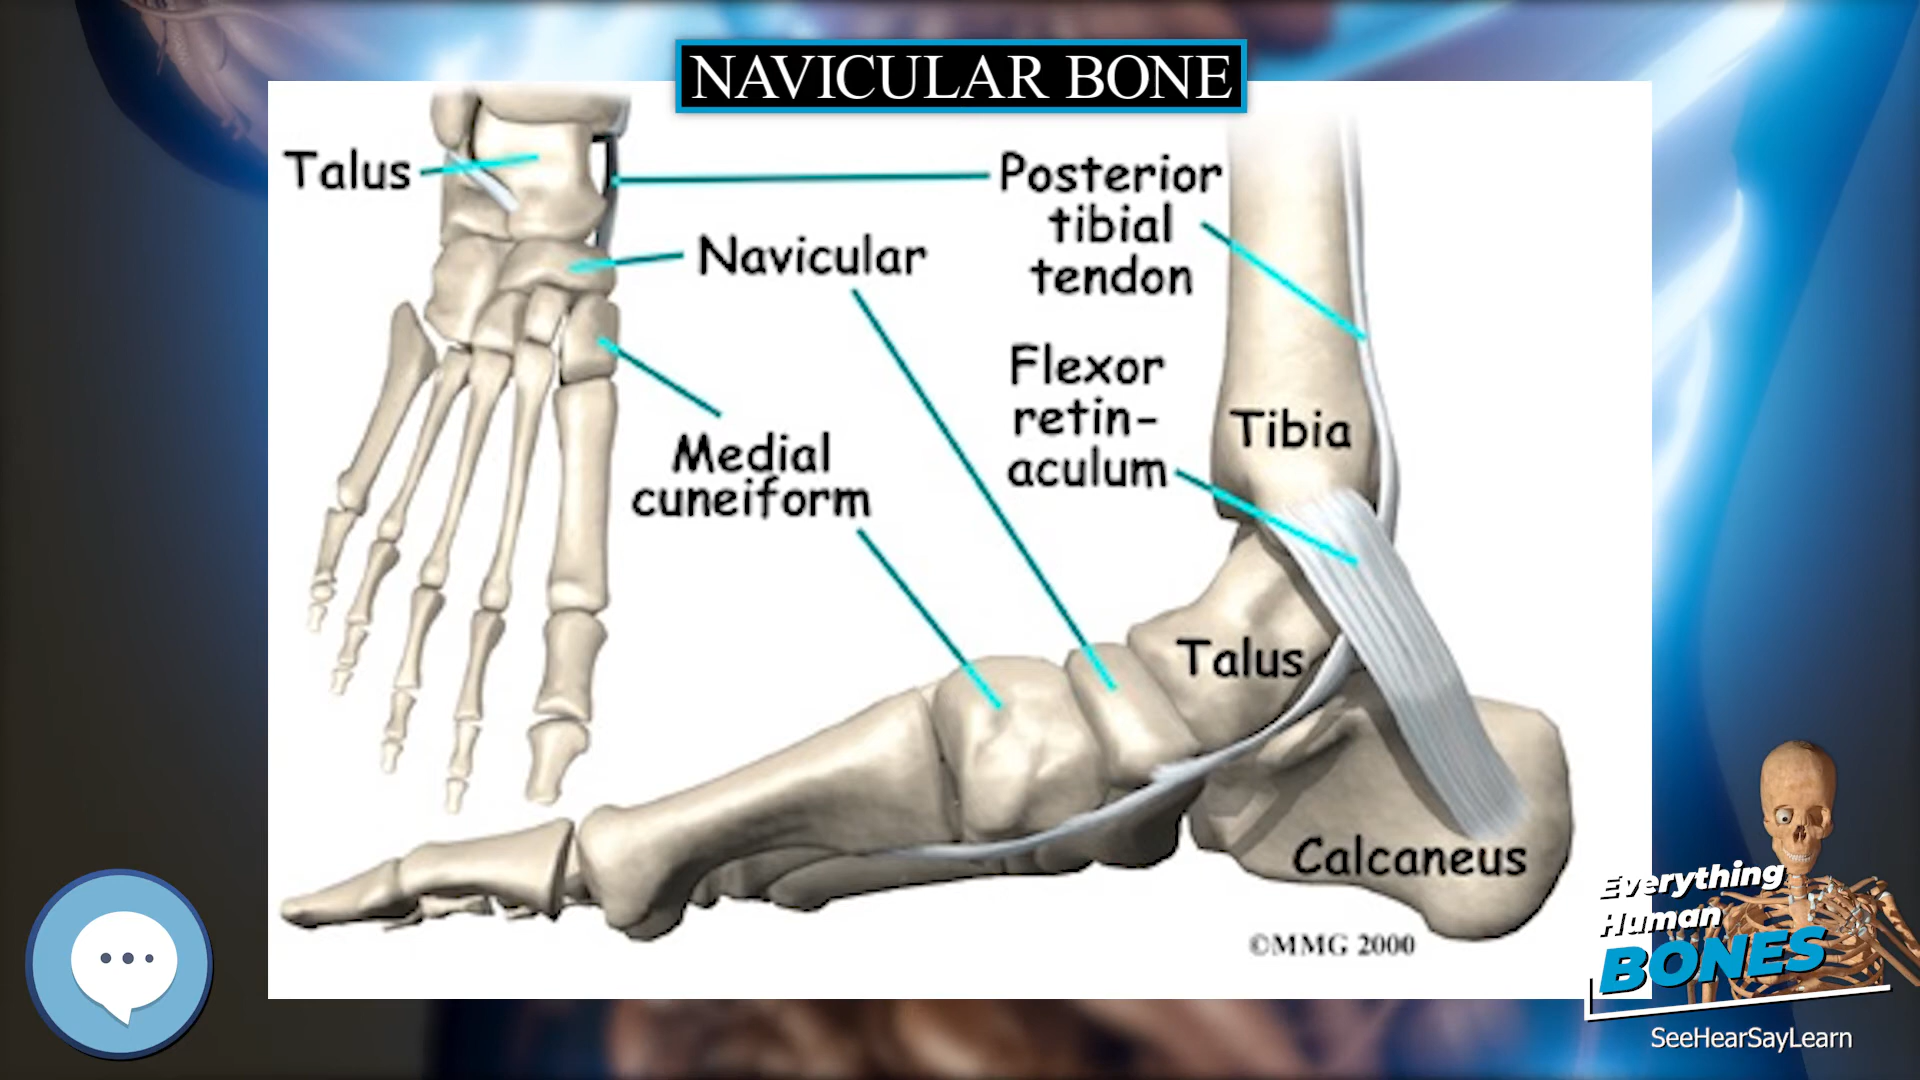 NAVICULAR BONE
Talus
Navicular
Medial
cuneiform
Posterior
tibial
tendon
Flexor
retin-
aculum
Tibia
Talus
Calcaneus
©MMG 2000
Everything
Human
BONES
SeeHearSayLearn